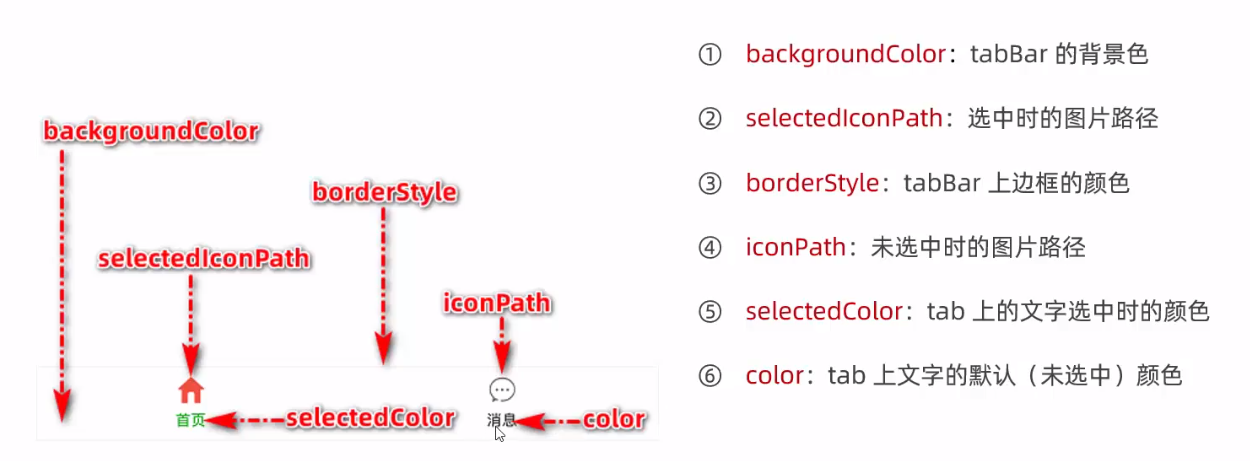 backgroundColor
borderStyle
selectedIconPath
iconPath
首页
selectedColor
消息
color
① backgroundColor：tabBar 的背景色
② selectedIconPath：选中时的图片路径
③ borderStyle：tabBar 上边框的颜色
④ iconPath：未选中时的图片路径
⑤ selectedColor：tab 上的文字选中时的颜色
⑥ color：tab 上文字的默认（未选中）颜色